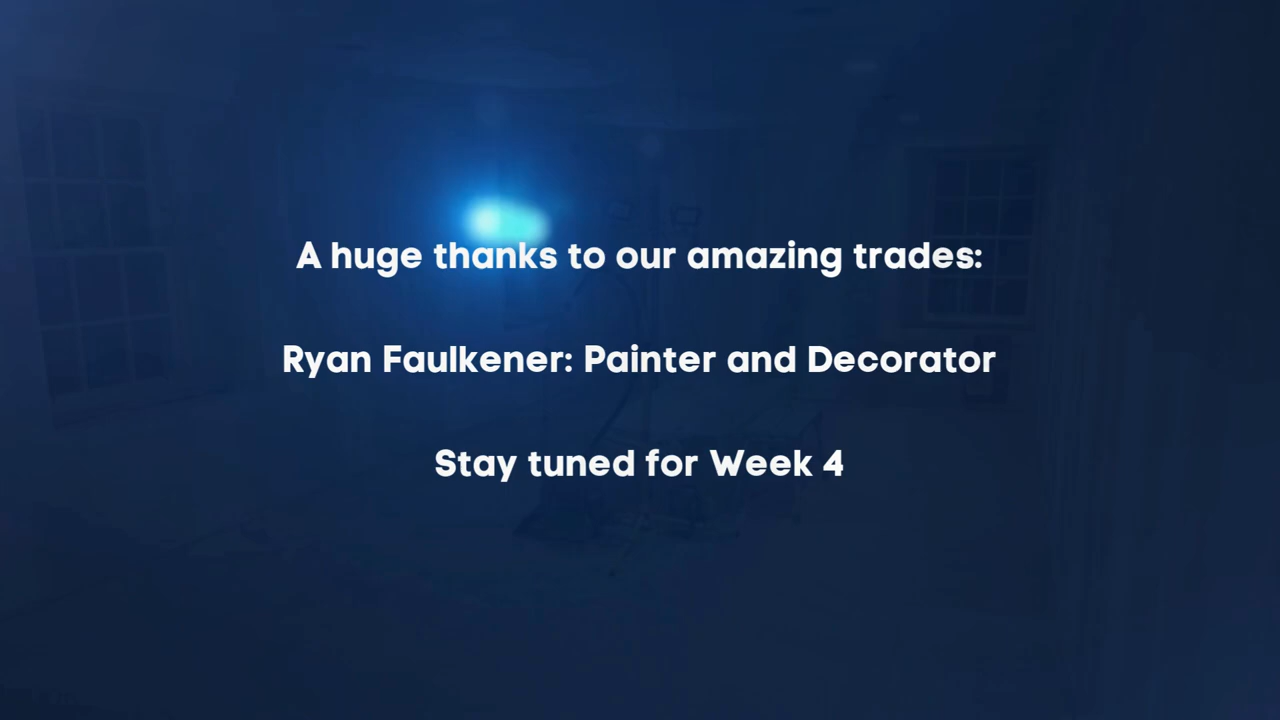 A huge thanks to our amazing trades:
Ryan Faulkener: Painter and Decorator
Stay tuned for Week 4